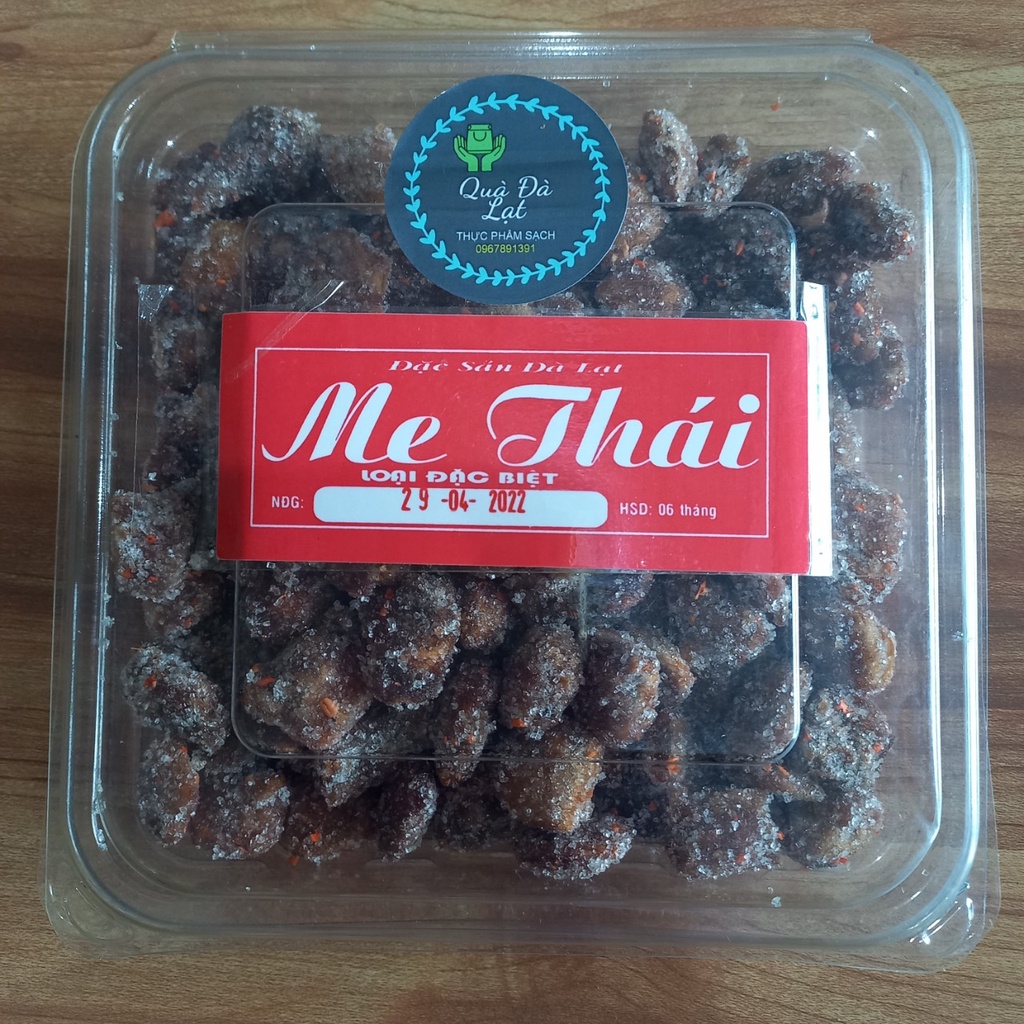 Quà Đà
Lạt
THỰC PHẨM SẠCH
0967891391
Đặc Sản Đà Lạt
Me Thái
LOẠI ĐẶC BIỆT
NĐG: 29 -04- 2022 HSD: 06 tháng